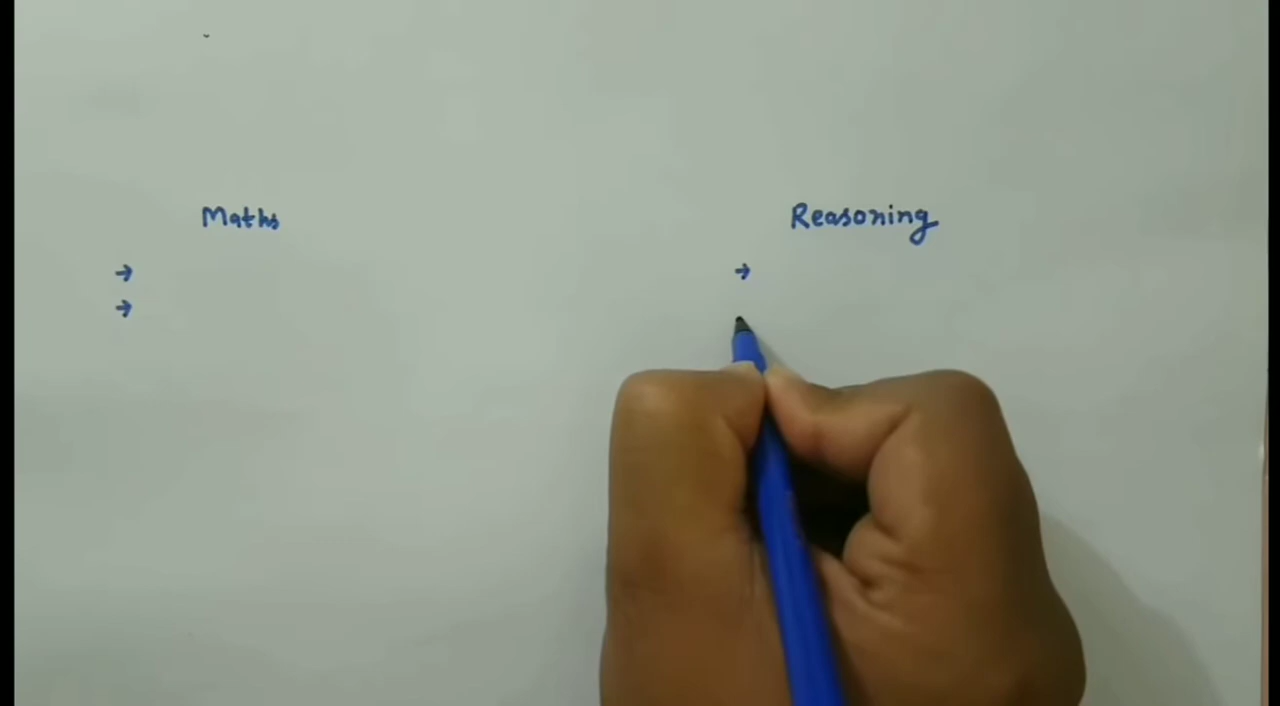 Maths Reasoning
→ →
→